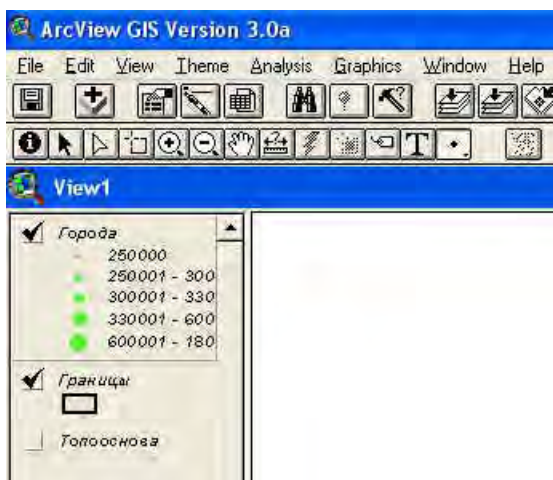 ArcView GIS Version 3.0a
File Edit View Theme Analysis Graphics Window Help
T
View1
Города
250000
250001 - 300
300001 - 330
330001 - 600
600001 - 180
Границы
Топооснова